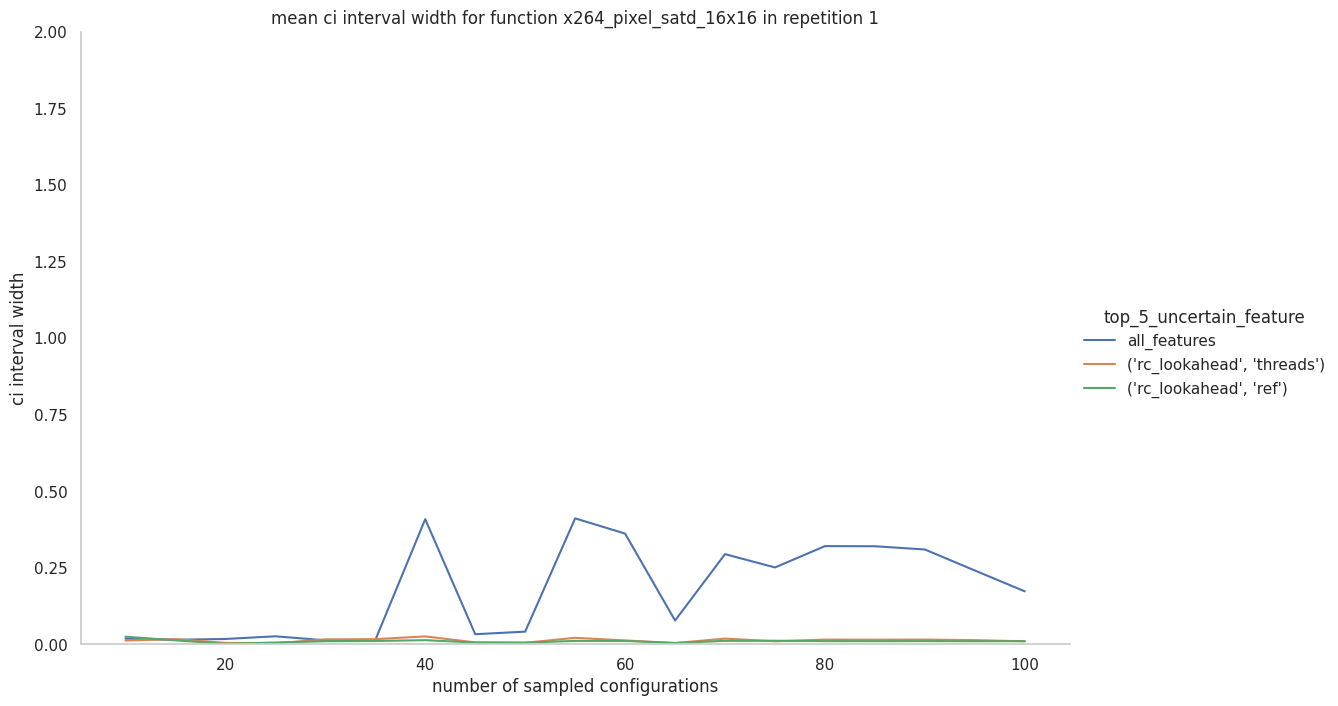 mean ci interval width for function x264_pixel_satd_16x16 in repetition 1
2.00
1.75
1.50
1.25
1.00
0.75
0.50
0.25
0.00
ci interval width
20
40
60
80
100
number of sampled configurations
top_5_uncertain_feature
all_features
('rc_lookahead', 'threads')
('rc_lookahead', 'ref')